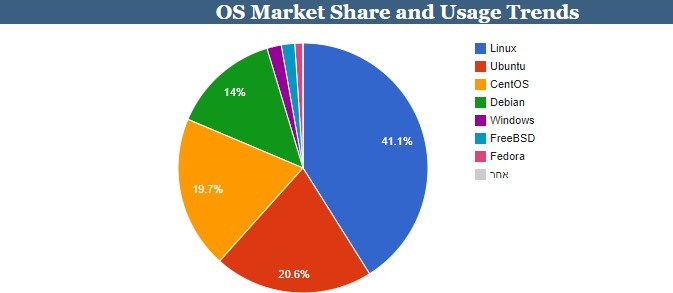 OS Market Share and Usage Trends
Linux
Ubuntu
CentOS
Debian
Windows
FreeBSD
Fedora
אחר
41.1%
20.6%
19.7%
14%